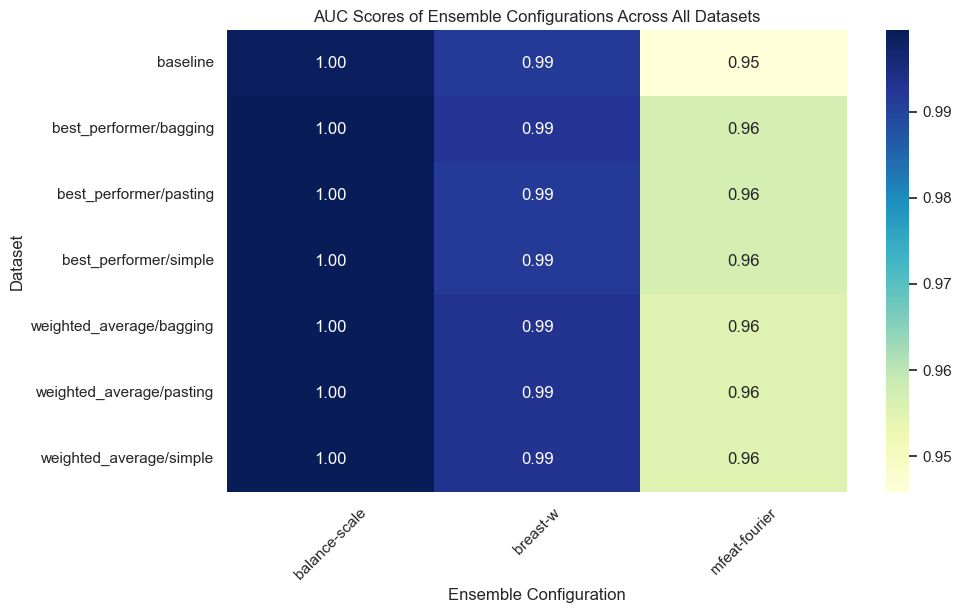 AUC Scores of Ensemble Configurations Across All Datasets
Dataset
baseline 1.00 0.99 0.95
best_performer/bagging 1.00 0.99 0.96
best_performer/pasting 1.00 0.99 0.96
best_performer/simple 1.00 0.99 0.96
weighted_average/bagging 1.00 0.99 0.96
weighted_average/pasting 1.00 0.99 0.96
weighted_average/simple 1.00 0.99 0.96
balance-scale
breast-w
mfeat-fourier
Ensemble Configuration
0.99
0.98
0.97
0.96
0.95